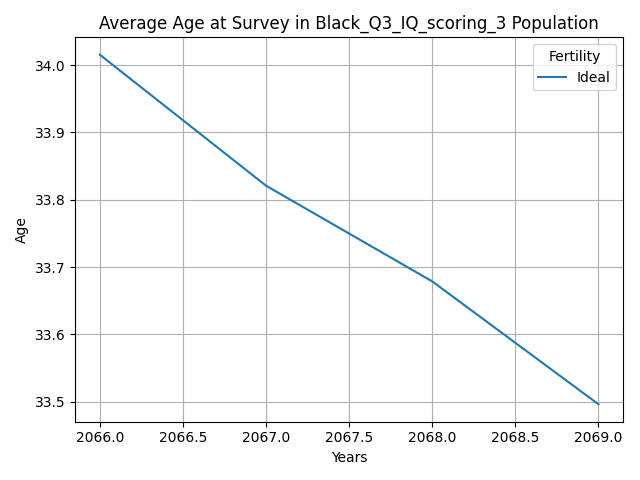 Average Age at Survey in Black_Q3_IQ_scoring_3 Population
Fertility
Ideal
34.0
33.9
33.8
33.7
33.6
33.5
Age
2066.0 2066.5 2067.0 2067.5 2068.0 2068.5 2069.0
Years